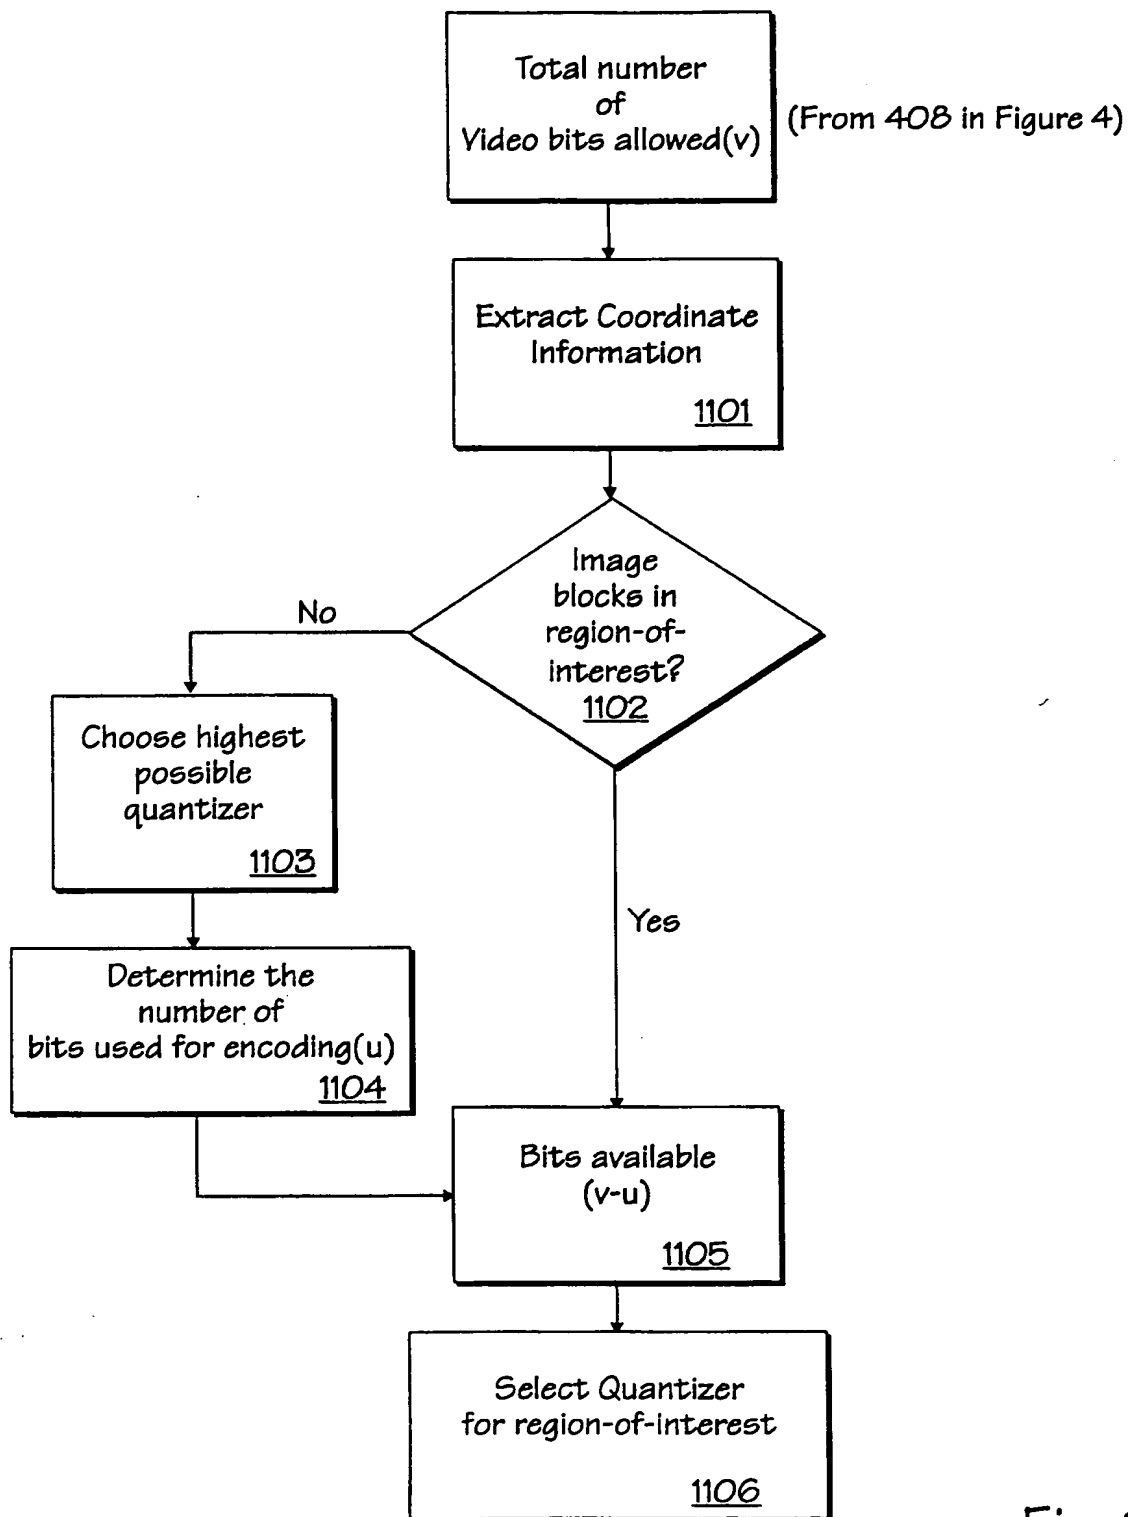 Total number
of
Video bits allowed(v)
(From 408 in Figure 4)
Extract Coordinate
Information
1101
Image
blocks in
region-of-
interest?
1102
No
Choose highest
possible
quantizer
1103
Yes
Determine the
number of
bits used for encoding(u)
1104
Bits available
(v-u)
1105
Select Quantizer
for region-of-interest
1106